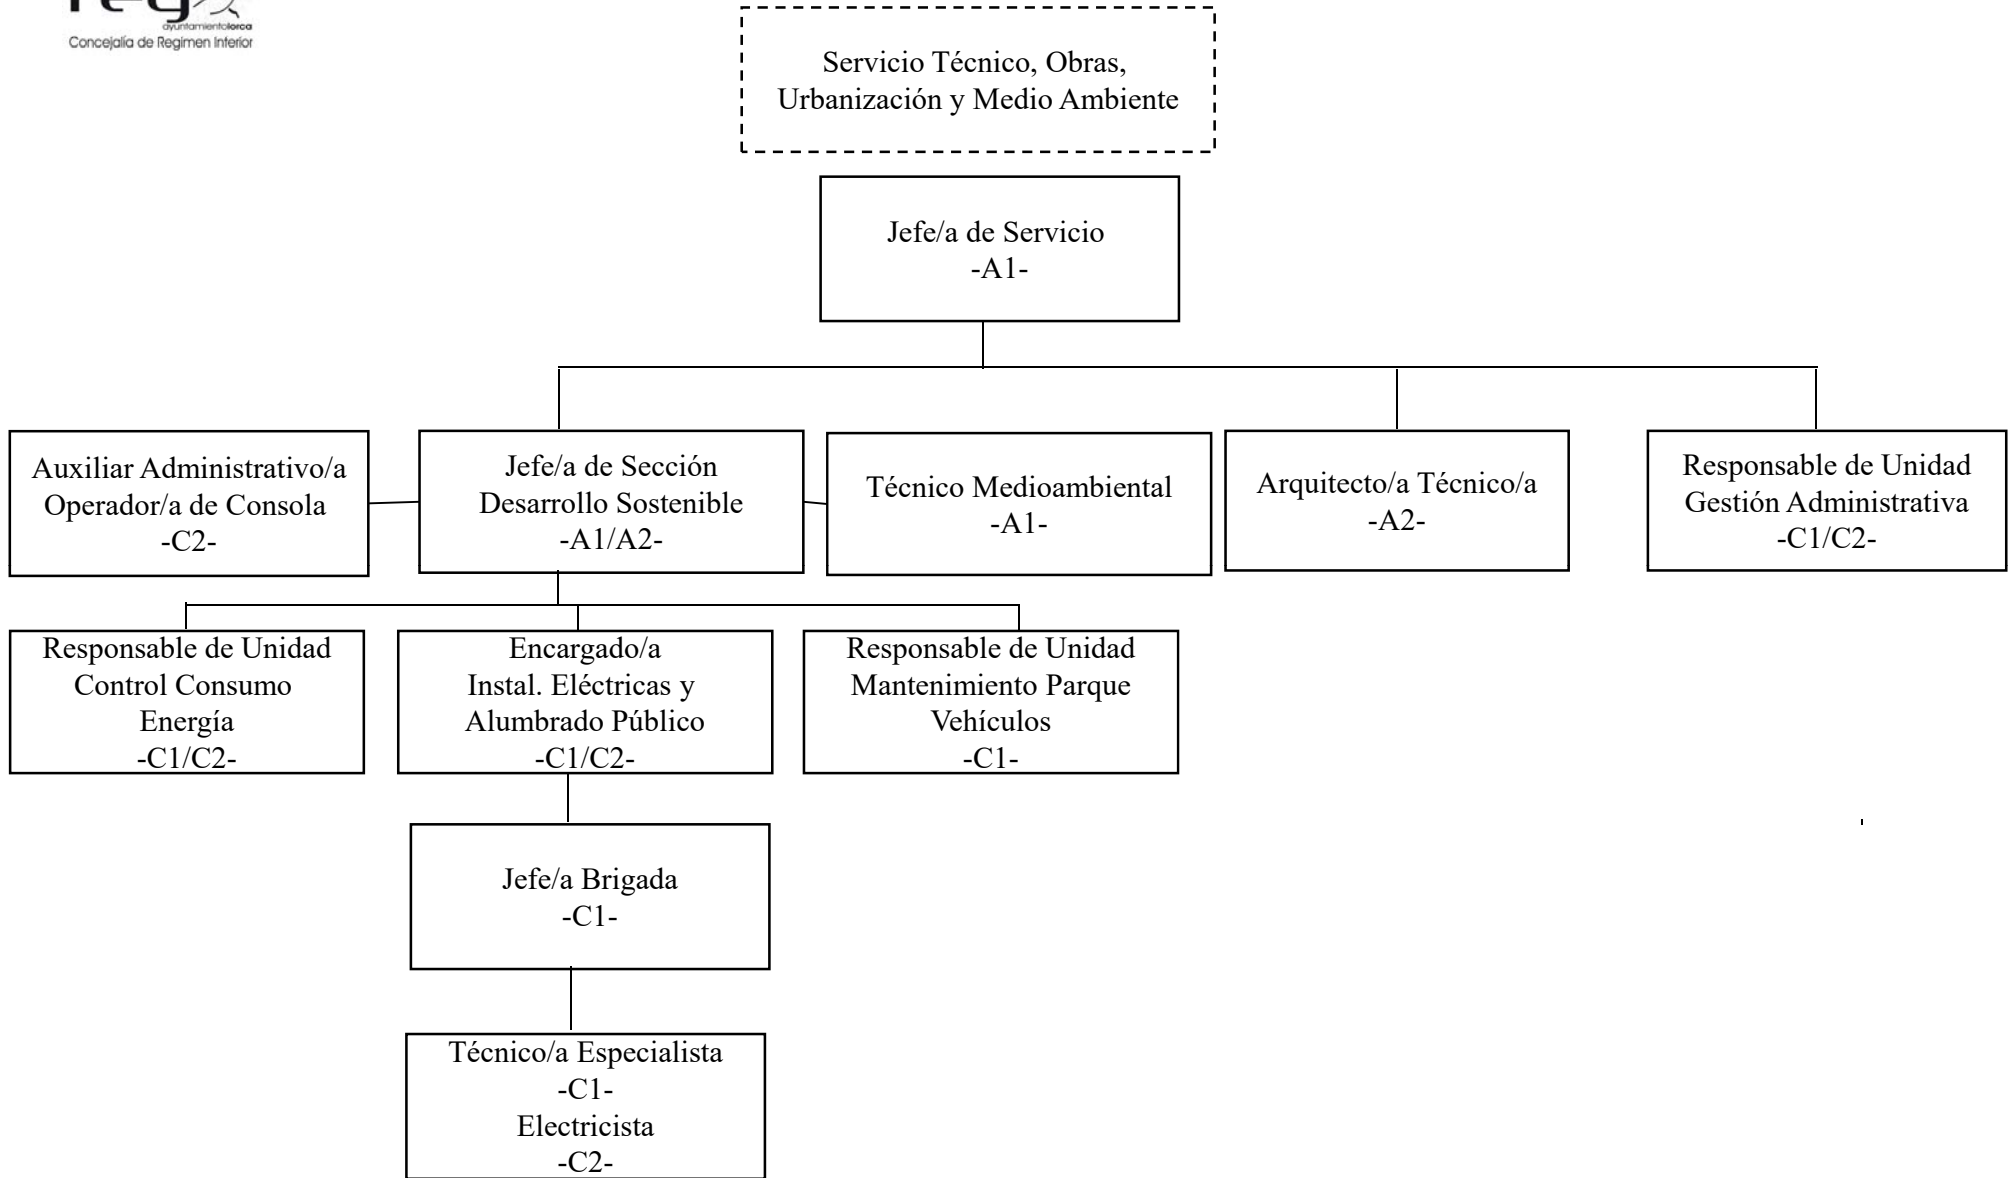 ayuntamientolorca
Concejalía de Regimen Interior
Servicio Técnico, Obras,
Urbanización y Medio Ambiente
Jefe/a de Servicio
-A1-
Auxiliar Administrativo/a
Operador/a de Consola
-C2-
Jefe/a de Sección
Desarrollo Sostenible
-A1/A2-
Técnico Medioambiental
-A1-
Arquitecto/a Técnico/a
-A2-
Responsable de Unidad
Gestión Administrativa
-C1/C2-
Responsable de Unidad
Control Consumo
Energía
-C1/C2-
Encargado/a
Instal. Eléctricas y
Alumbrado Público
-C1/C2-
Responsable de Unidad
Mantenimiento Parque
Vehículos
-C1-
Jefe/a Brigada
-C1-
Técnico/a Especialista
-C1-
Electricista
-C2-